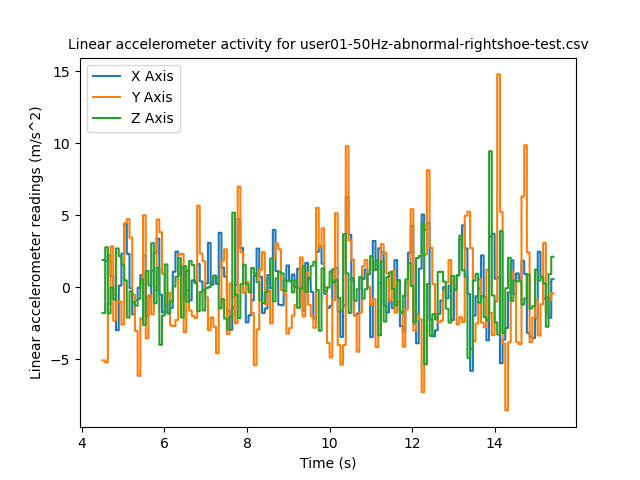 Linear accelerometer activity for user01-50Hz-abnormal-rightshoe-test.csv
X Axis
Y Axis
Z Axis
15
10
5
0
−5
Linear accelerometer readings (m/s^2)
4
6
8
10
12
14
Time (s)